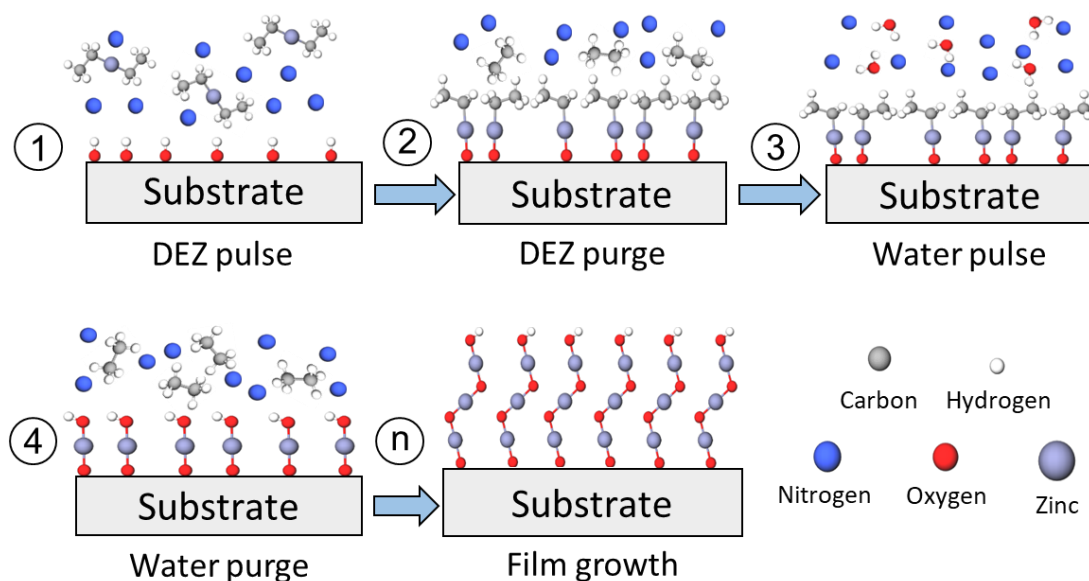 1
Substrate
DEZ pulse
2
Substrate
DEZ purge
3
Substrate
Water pulse
4
Substrate
Water purge
n
Substrate
Film growth
Carbon
Hydrogen
Nitrogen
Oxygen
Zinc